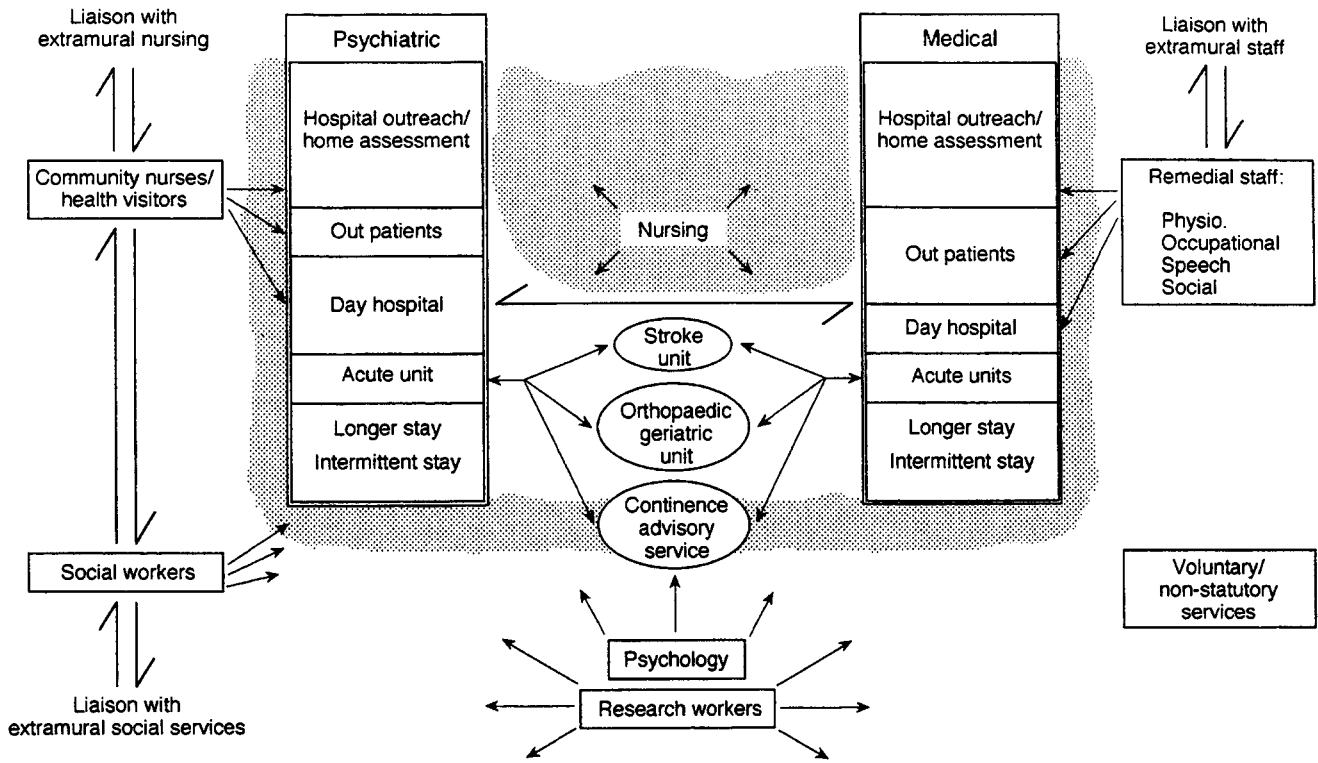 Liaison with
extramural nursing
Community nurses/
health visitors
Social workers
Liaison with
extramural social services
Psychiatric
Hospital outreach/
home assessment
Out patients
Day hospital
Acute unit
Longer stay
Intermittent stay
Nursing
Stroke
unit
Orthopaedic
geriatric
unit
Continence
advisory
service
Psychology
Research workers
Medical
Hospital outreach/
home assessment
Out patients
Day hospital
Acute units
Longer stay
Intermittent stay
Liaison with
extramural staff
Remedial staff:
Physio.
Occupational
Speech
Social
Voluntary/
non-statutory
services